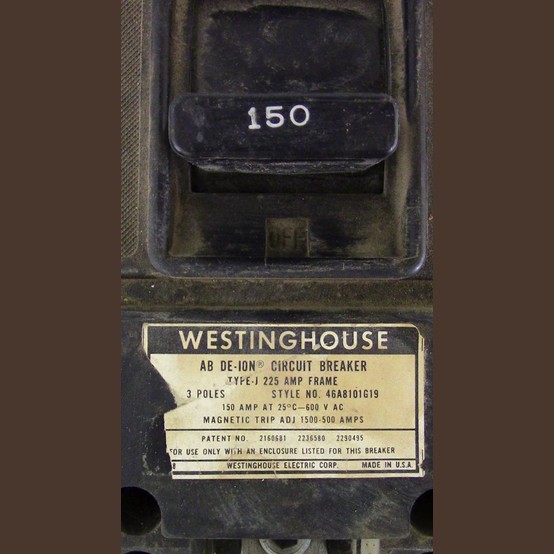 150
OFF
WESTINGHOUSE
AB DE-ION® CIRCUIT BREAKER
TYPE-J 225 AMP FRAME
3 POLES STYLE NO. 46A8101G19
150 AMP AT 25°C-600 V AC
MAGNETIC TRIP ADJ 1500-500 AMPS
PATENT NO. 2160681 2236580 2290495
FOR USE ONLY WITH AN ENCLOSURE LISTED FOR THIS BREAKER
8 WESTINGHOUSE ELECTRIC CORP. MADE IN U.S.A.